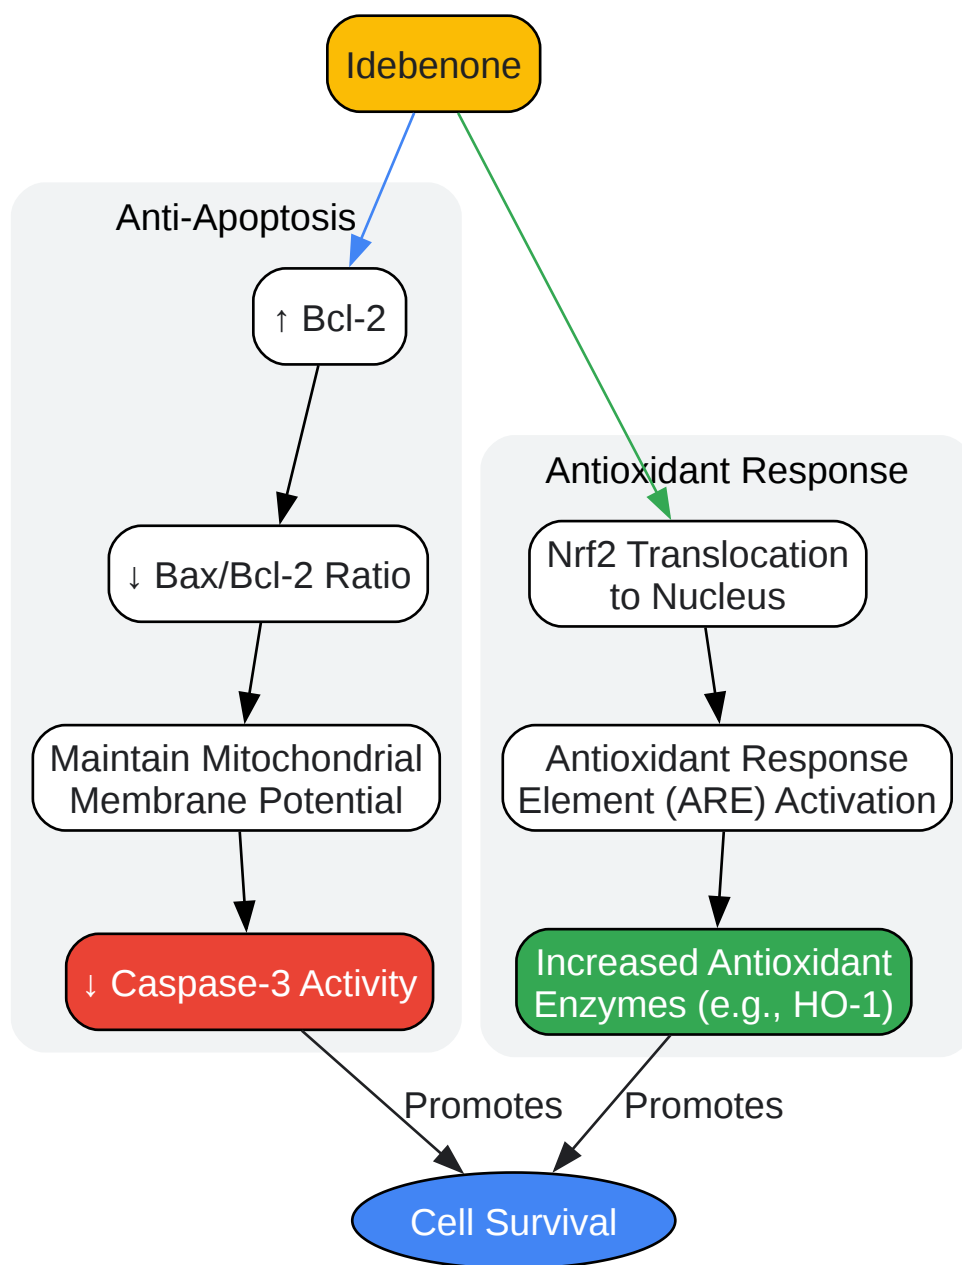 Idebenone
Anti-Apoptosis
↑ Bcl-2
↓ Bax/Bcl-2 Ratio
Maintain Mitochondrial
Membrane Potential
↓ Caspase-3 Activity
Antioxidant Response
Nrf2 Translocation
to Nucleus
Antioxidant Response
Element (ARE) Activation
Increased Antioxidant
Enzymes (e.g., HO-1)
Promotes
Promotes
Cell Survival